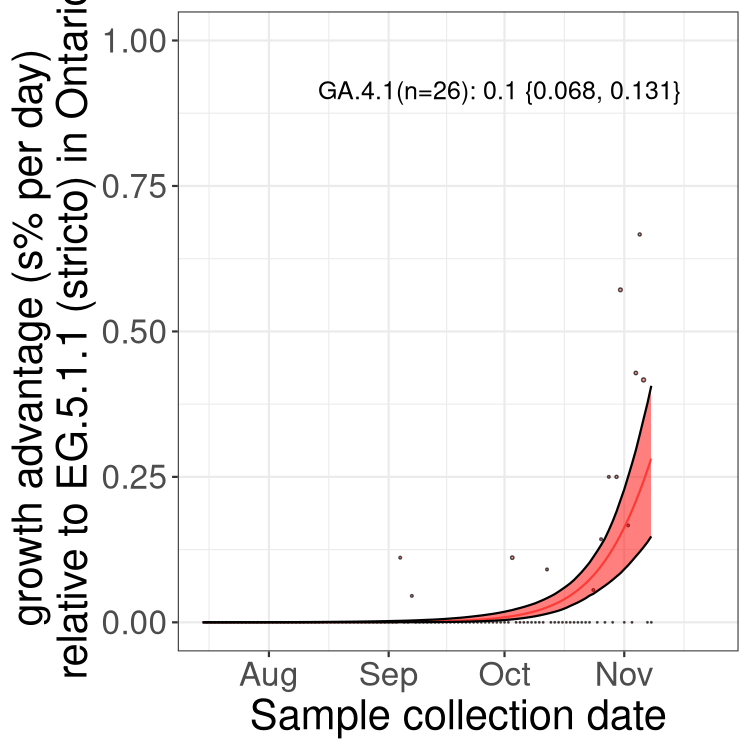 growth advantage (s% per day)
relative to EG.5.1.1 (stricto) in Ontario
1.00
0.75
0.50
0.25
0.00
GA.4.1(n=26): 0.1 {0.068, 0.131}
Aug Sep Oct Nov
Sample collection date